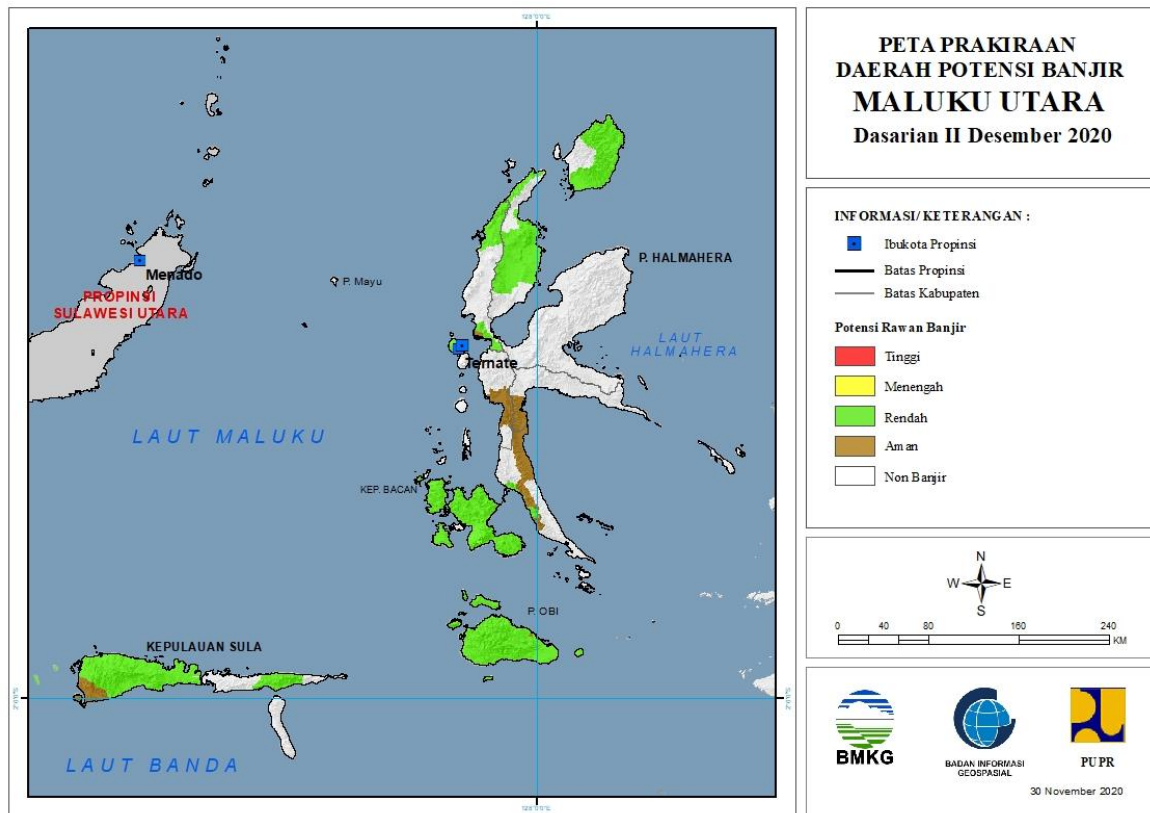 PETA PRAKIRAAN
DAERAH POTENSI BANJIR
MALUKU UTARA
Dasarian II Desember 2020
INFORMASI/ KETERANGAN :
Ibukota Propinsi
Batas Propinsi
Batas Kabupaten
Potensi Rawan Banjir
Tinggi
Menengah
Rendah
Aman
Non Banjir
N
W E
S
0 40 80 160 240
KM
BMKG
BADAN INFORMASI
GEOSPASIAL
PUPR
30 November 2020
Menado
PROPINSI
SULAWESI UTARA
P. Mayu
P. HALMAHERA
LAUT
HALMAHERA
Ternate
LAUT MALUKU
KEP. BACAN
P. OBI
KEPULAUAN SULA
LAUT BANDA